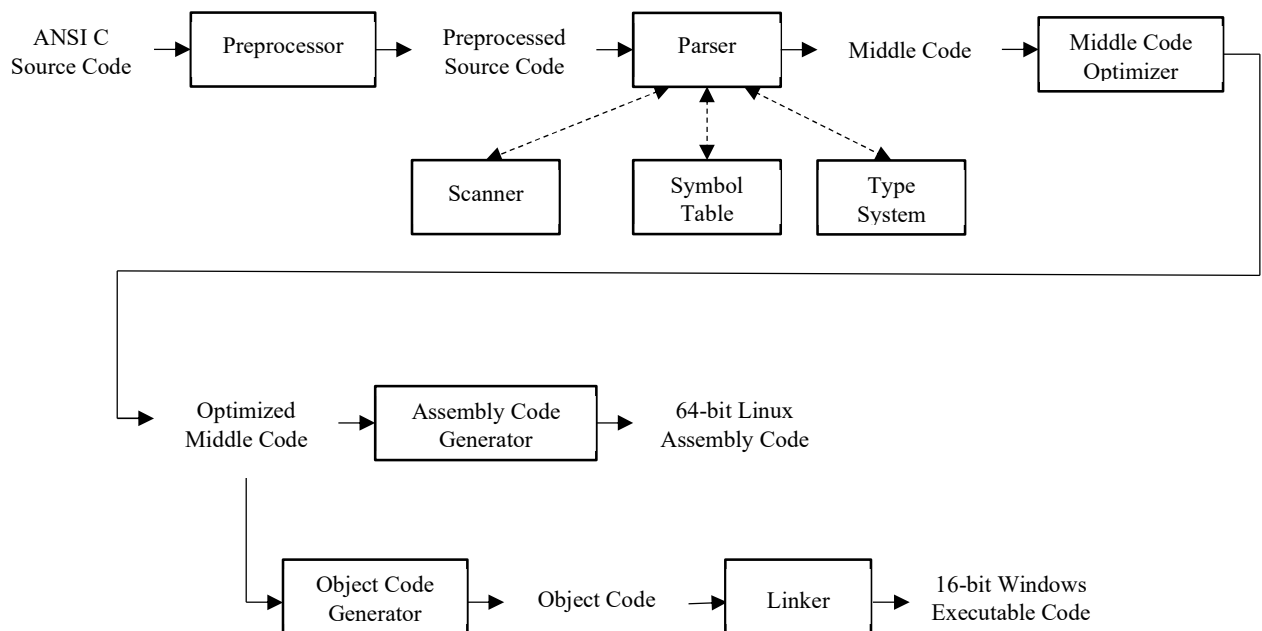 ANSI C
Source Code
Preprocessor
Preprocessed
Source Code
Parser
Middle Code
Middle Code
Optimizer
Scanner
Symbol
Table
Type
System
Optimized
Middle Code
Assembly Code
Generator
64-bit Linux
Assembly Code
Object Code
Generator
Object Code
Linker
16-bit Windows
Executable Code